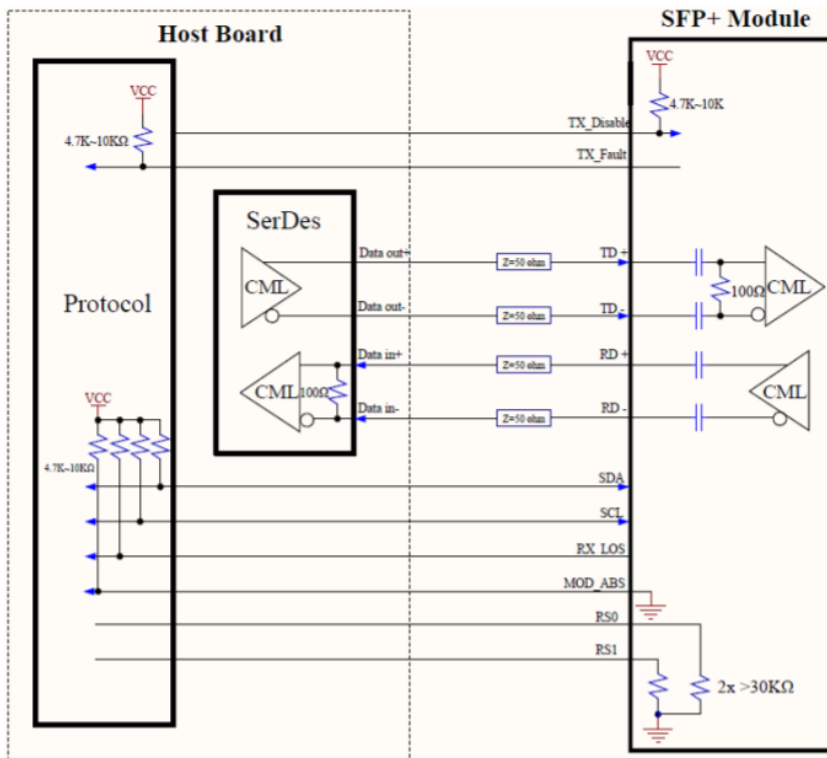 SFP+ Module
Host Board
VCC
VCC
4.7K~10KΩ
4.7K~10K
TX_Disable
TX_Fault
SerDes
Data out+
Z=50 ohm
TD +
CML
100Ω
CML
Protocol
Data out-
Z=50 ohm
TD -
Data in+
Z=50 ohm
RD +
CML
100Ω
CML
VCC
Data in-
Z=50 ohm
RD -
4.7K~10KΩ
SDA
SCL
RX_LOS
MOD_ABS
RS0
RS1
2x >30KΩ